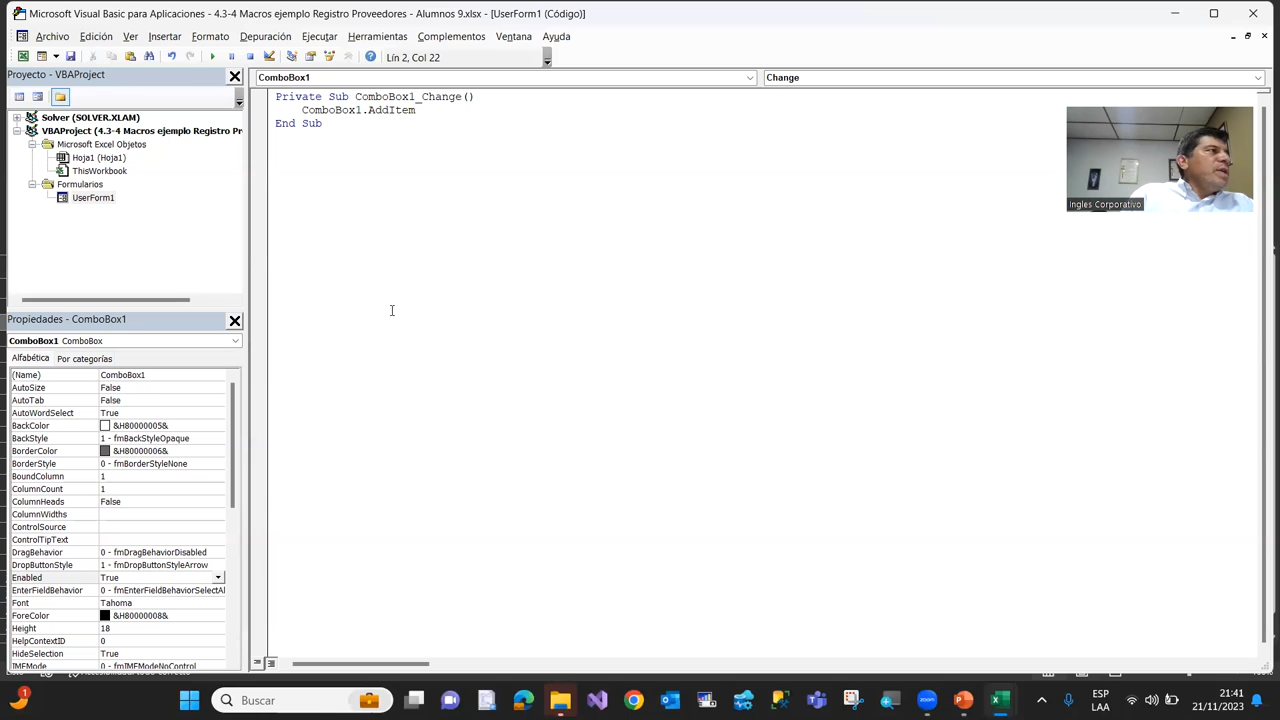 Microsoft Visual Basic para Aplicaciones - 4.3-4 Macros ejemplo Registro Proveedores - Alumnos 9.xlsx - [UserForm1 (Código)]
Archivo Edición Ver Insertar Formato Depuración Ejecutar Herramientas Complementos Ventana Ayuda
Lín 2, Col 22
Proyecto - VBAProject
ComboBox1
Change
Solver (SOLVER.XLAM)
VBAProject (4.3-4 Macros ejemplo Registro Pr
Microsoft Excel Objetos
Hoja1 (Hoja1)
ThisWorkbook
Formularios
UserForm1
Private Sub ComboBox1_Change()
ComboBox1.AddItem
End Sub
Ingles Corporativo
Propiedades - ComboBox1
ComboBox1 ComboBox
Alfabética Por categorías
(Name) ComboBox1
AutoSize False
AutoTab False
AutoWordSelect True
BackColor &H80000005&
BackStyle 1 - fmBackStyleOpaque
BorderColor &H80000006&
BorderStyle 0 - fmBorderStyleNone
BoundColumn 1
ColumnCount 1
ColumnHeads False
ColumnWidths
ControlSource
ControlTipText
DragBehavior 0 - fmDragBehaviorDisabled
DropButtonStyle 1 - fmDropButtonStyleArrow
Enabled True
EnterFieldBehavior 0 - fmEnterFieldBehaviorSelectAl
Font Tahoma
ForeColor &H80000008&
Height 18
HelpContextID 0
HideSelection True
IMEMode 0 - fmIMEModeNoControl
1
Buscar
zoom
ESP
LAA
21:41
21/11/2023